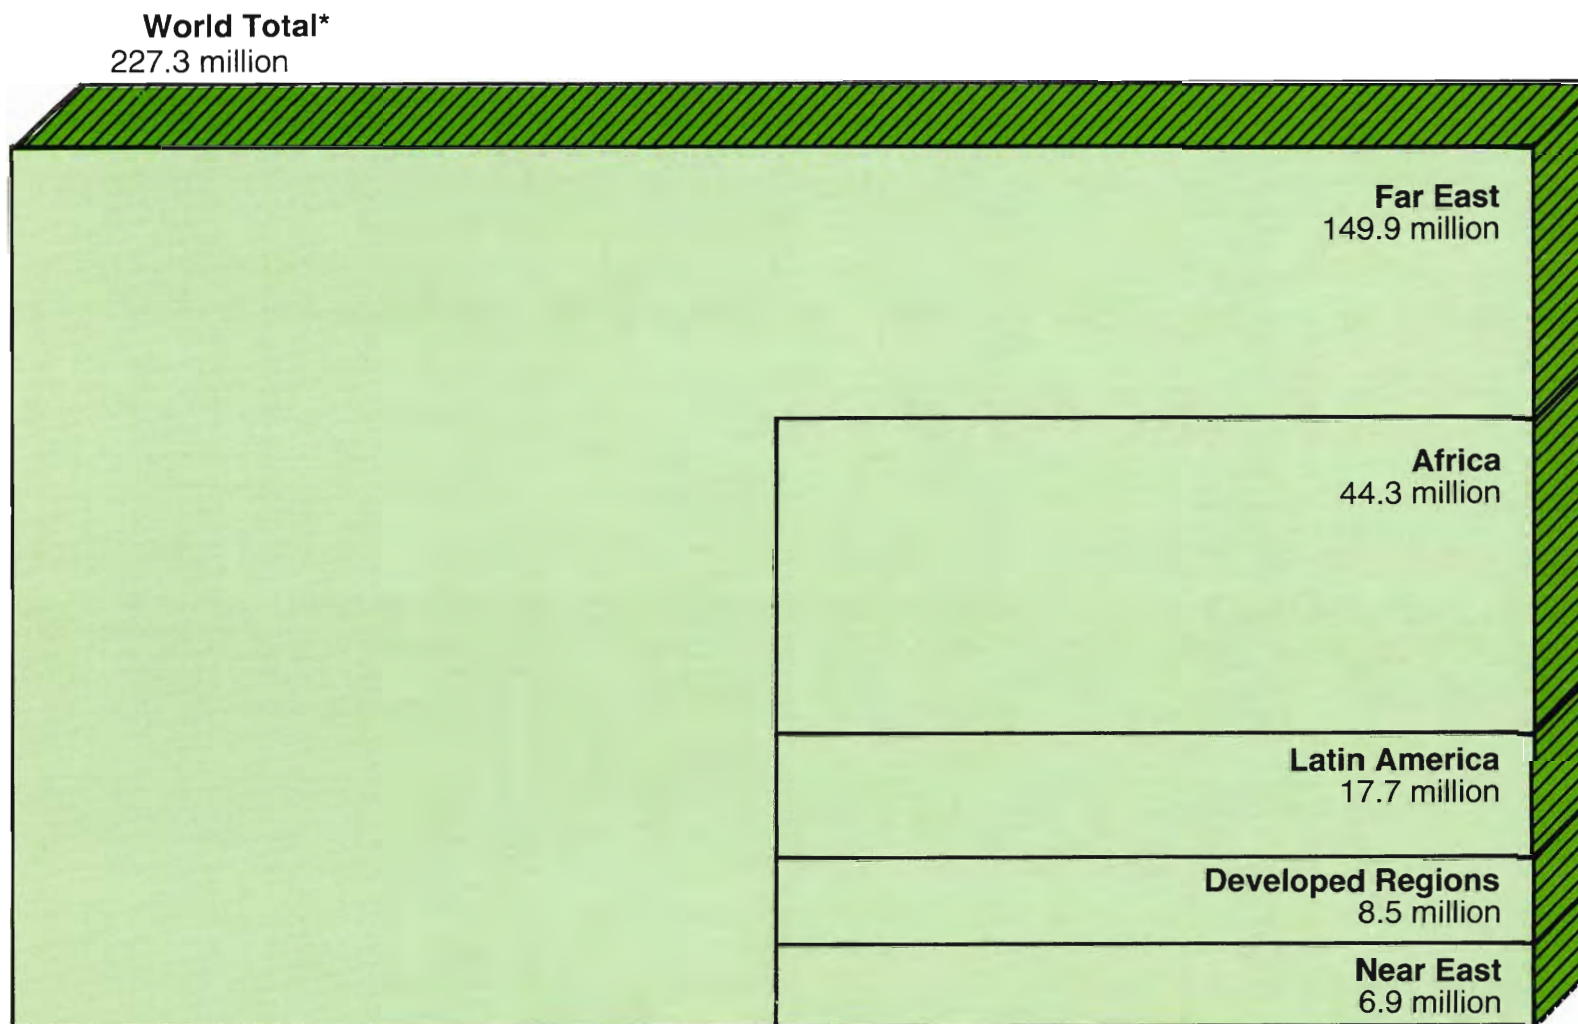 World Total*
227.3 million
Far East
149.9 million
Africa
44.3 million
Latin America
17.7 million
Developed Regions
8.5 million
Near East
6.9 million